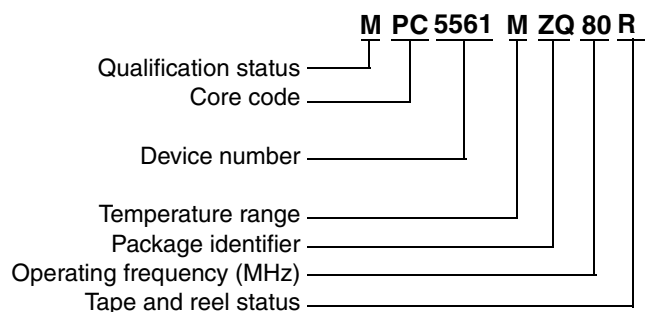 M PC 5561 M ZQ 80 R
Qualification status
Core code
Device number
Temperature range
Package identifier
Operating frequency (MHz)
Tape and reel status